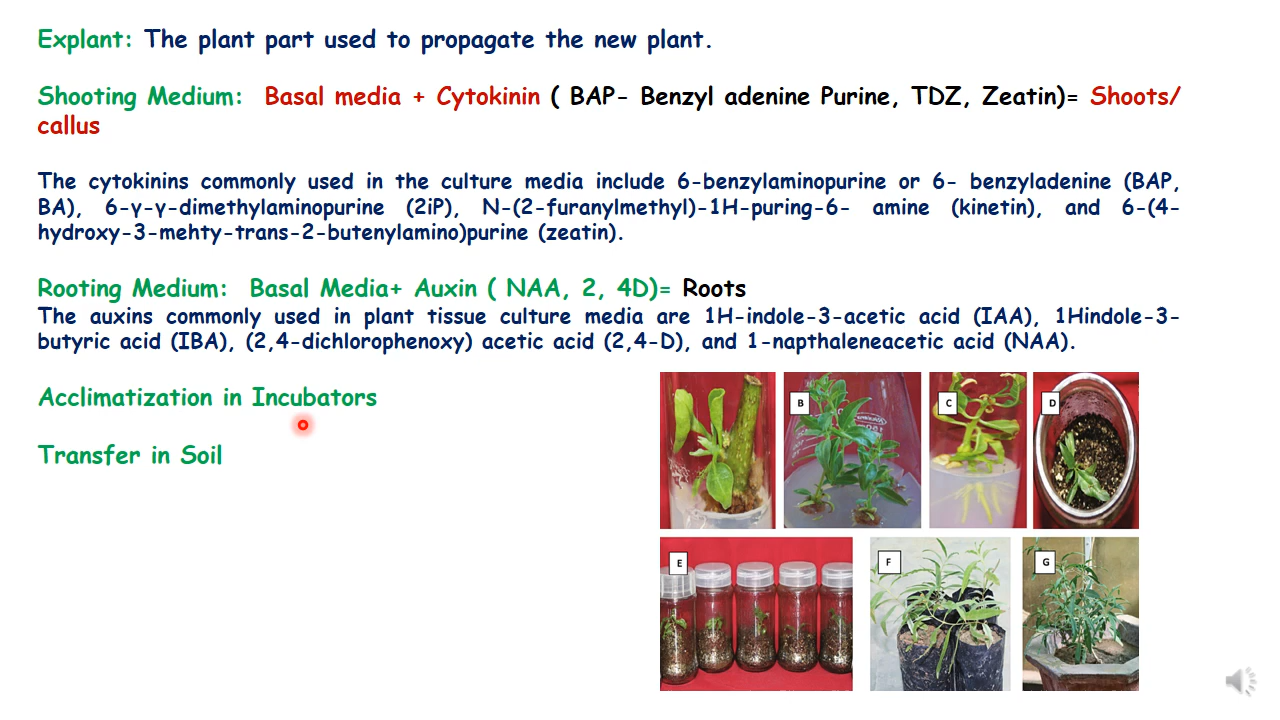 Explant: The plant part used to propagate the new plant.
Shooting Medium: Basal media + Cytokinin ( BAP- Benzyl adenine Purine, TDZ, Zeatin)= Shoots/
callus
The cytokinins commonly used in the culture media include 6-benzylaminopurine or 6- benzyladenine (BAP,
BA), 6-γ-γ-dimethylaminopurine (2iP), N-(2-furanylmethyl)-1H-puring-6- amine (kinetin), and 6-(4-
hydroxy-3-mehty-trans-2-butenylamino)purine (zeatin).
Rooting Medium: Basal Media+ Auxin ( NAA, 2, 4D)= Roots
The auxins commonly used in plant tissue culture media are 1H-indole-3-acetic acid (IAA), 1Hindole-3-
butyric acid (IBA), (2,4-dichlorophenoxy) acetic acid (2,4-D), and 1-napthaleneacetic acid (NAA).
Acclimatization in Incubators
Transfer in Soil
B
C
D
E
F
G